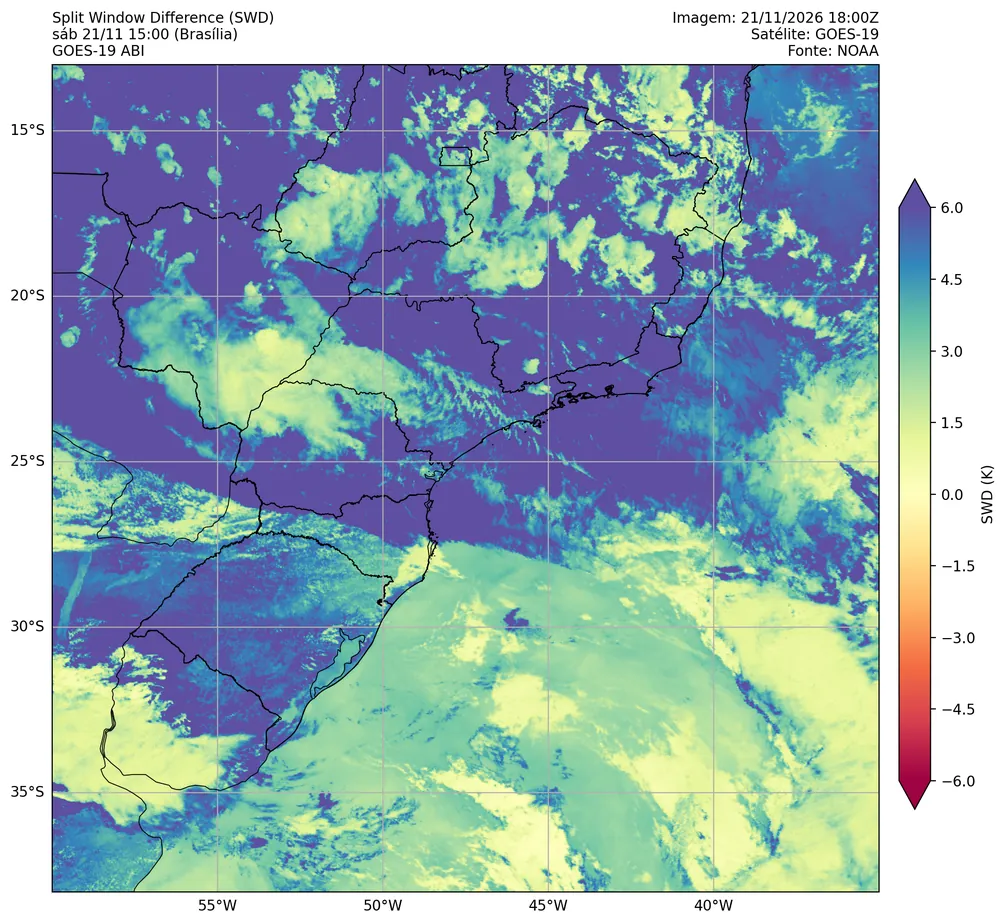 Split Window Difference (SWD)
sáb 21/11 15:00 (Brasília)
GOES-19 ABI
Imagem: 21/11/2026 18:00Z
Satélite: GOES-19
Fonte: NOAA
15°S
20°S
25°S
30°S
35°S
55°W
50°W
45°W
40°W
6.0
4.5
3.0
1.5
0.0
−1.5
−3.0
−4.5
−6.0
SWD (K)